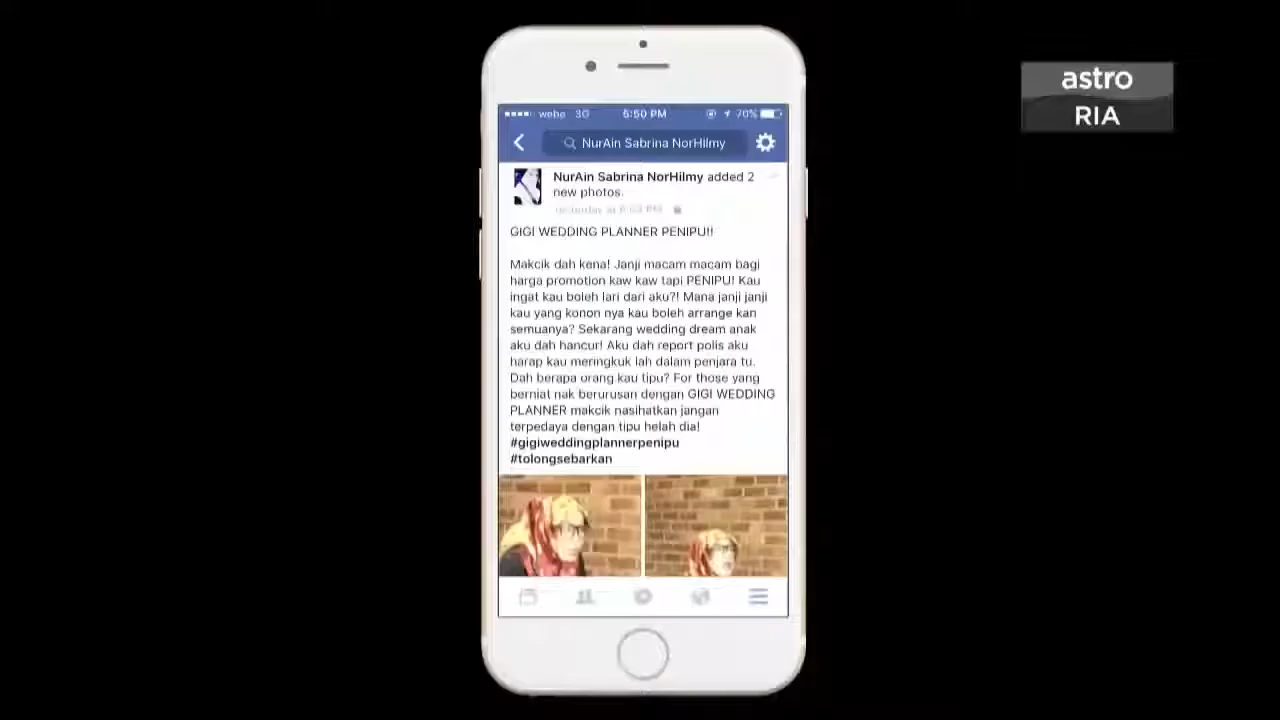 astro
RIA
webe 3G 5:50 PM 70%
NurAin Sabrina NorHilmy
NurAin Sabrina NorHilmy added 2
new photos.
Yesterday at PM
GIGI WEDDING PLANNER PENIPU!!
Makcik dah kena! Janji macam macam bagi
harga promotion kaw kaw tapi PENIPU! Kau
ingat kau boleh lari dari aku?! Mana janji janji
kau yang konon nya kau boleh arrange kan
semuanya? Sekarang wedding dream anak
aku dah hancur! Aku dah report polis aku
harap kau meringkuk lah dalam penjara tu.
Dah berapa orang kau tipu? For those yang
berniat nak berurusan dengan GIGI WEDDING
PLANNER makcik nasihatkan jangan
terpedaya dengan tipu helah dia!
#gigiweddingplannerpenipu
#tolongsebarkan